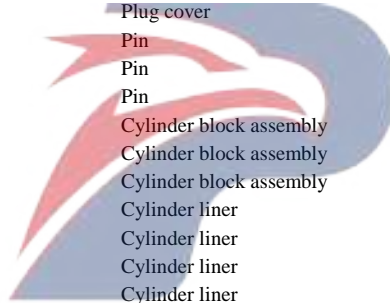 Plug cover
Pin
Pin
Pin
Cylinder block assembly
Cylinder block assembly
Cylinder block assembly
Cylinder liner
Cylinder liner
Cylinder liner
Cylinder liner